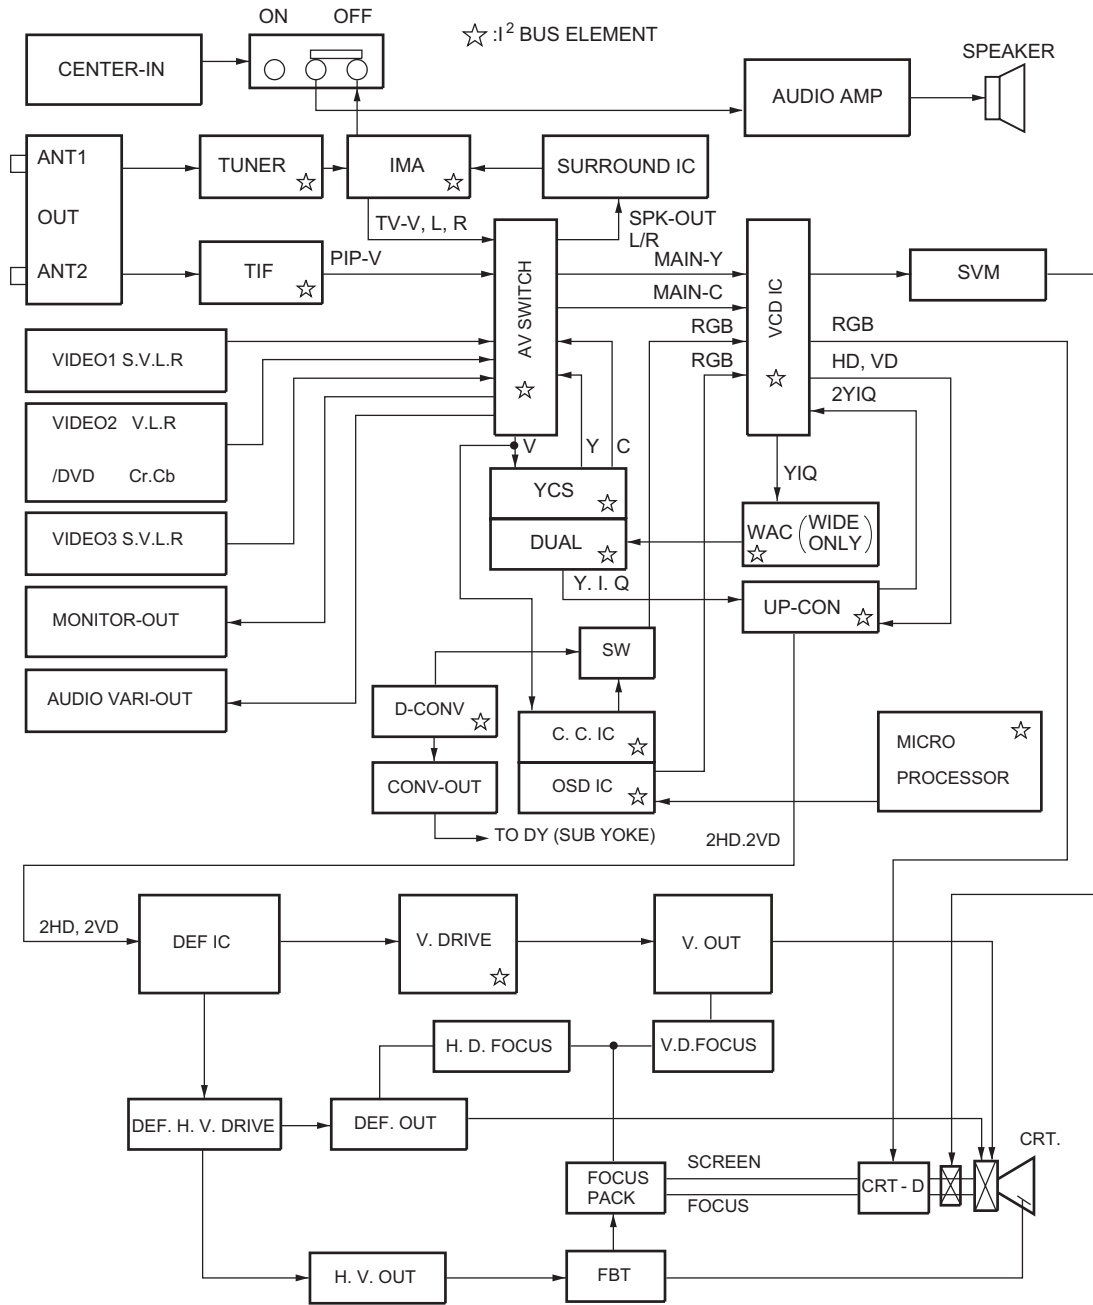 ON OFF
☆ :I² BUS ELEMENT
CENTER-IN
SPEAKER
AUDIO AMP
ANT1
OUT
ANT2
TUNER
IMA
SURROUND IC
TV-V, L, R
SPK-OUT
L/R
TIF
PIP-V
AV SWITCH
MAIN-Y
MAIN-C
RGB
RGB
VCD IC
SVM
RGB
HD, VD
2YIQ
VIDEO1 S.V.L.R
VIDEO2 V.L.R
/DVD Cr.Cb
VIDEO3 S.V.L.R
MONITOR-OUT
AUDIO VARI-OUT
V Y C
YCS
DUAL
YIQ
WAC (WIDE
ONLY)
Y. I. Q
UP-CON
SW
D-CONV
C. C. IC
CONV-OUT
OSD IC
MICRO
PROCESSOR
TO DY (SUB YOKE)
2HD.2VD
2HD, 2VD
DEF IC
V. DRIVE
V. OUT
H. D. FOCUS
V.D.FOCUS
DEF. H. V. DRIVE
DEF. OUT
CRT.
FOCUS
PACK
SCREEN
FOCUS
CRT - D
H. V. OUT
FBT